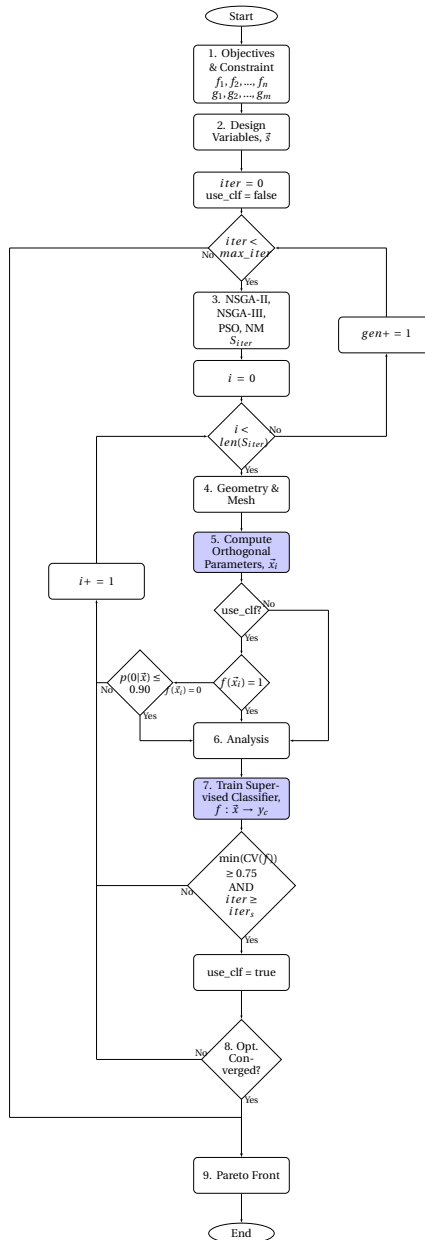 Start
1. Objectives
& Constraint
f₁, f₂, ..., fₙ
g₁, g₂, ..., gₘ
2. Design
Variables, s⃗
iter = 0
use_clf = false
iter <
max_iter
No
Yes
3. NSGA-II,
NSGA-III,
PSO, NM
S_iter
gen+ = 1
i = 0
i <
len(S_iter)
No
Yes
4. Geometry &
Mesh
5. Compute
Orthogonal
Parameters, x⃗ᵢ
i+ = 1
use_clf?
No
Yes
p(0|x⃗) ≤
0.90
No
Yes
f(x⃗ᵢ) = 0
f(x⃗ᵢ) = 1
Yes
6. Analysis
7. Train Super-
vised Classifier,
f : x⃗ → y_c
min(CV(f))
≥ 0.75
AND
iter ≥
iter_s
No
Yes
use_clf = true
8. Opt.
Con-
verged?
No
Yes
9. Pareto Front
End